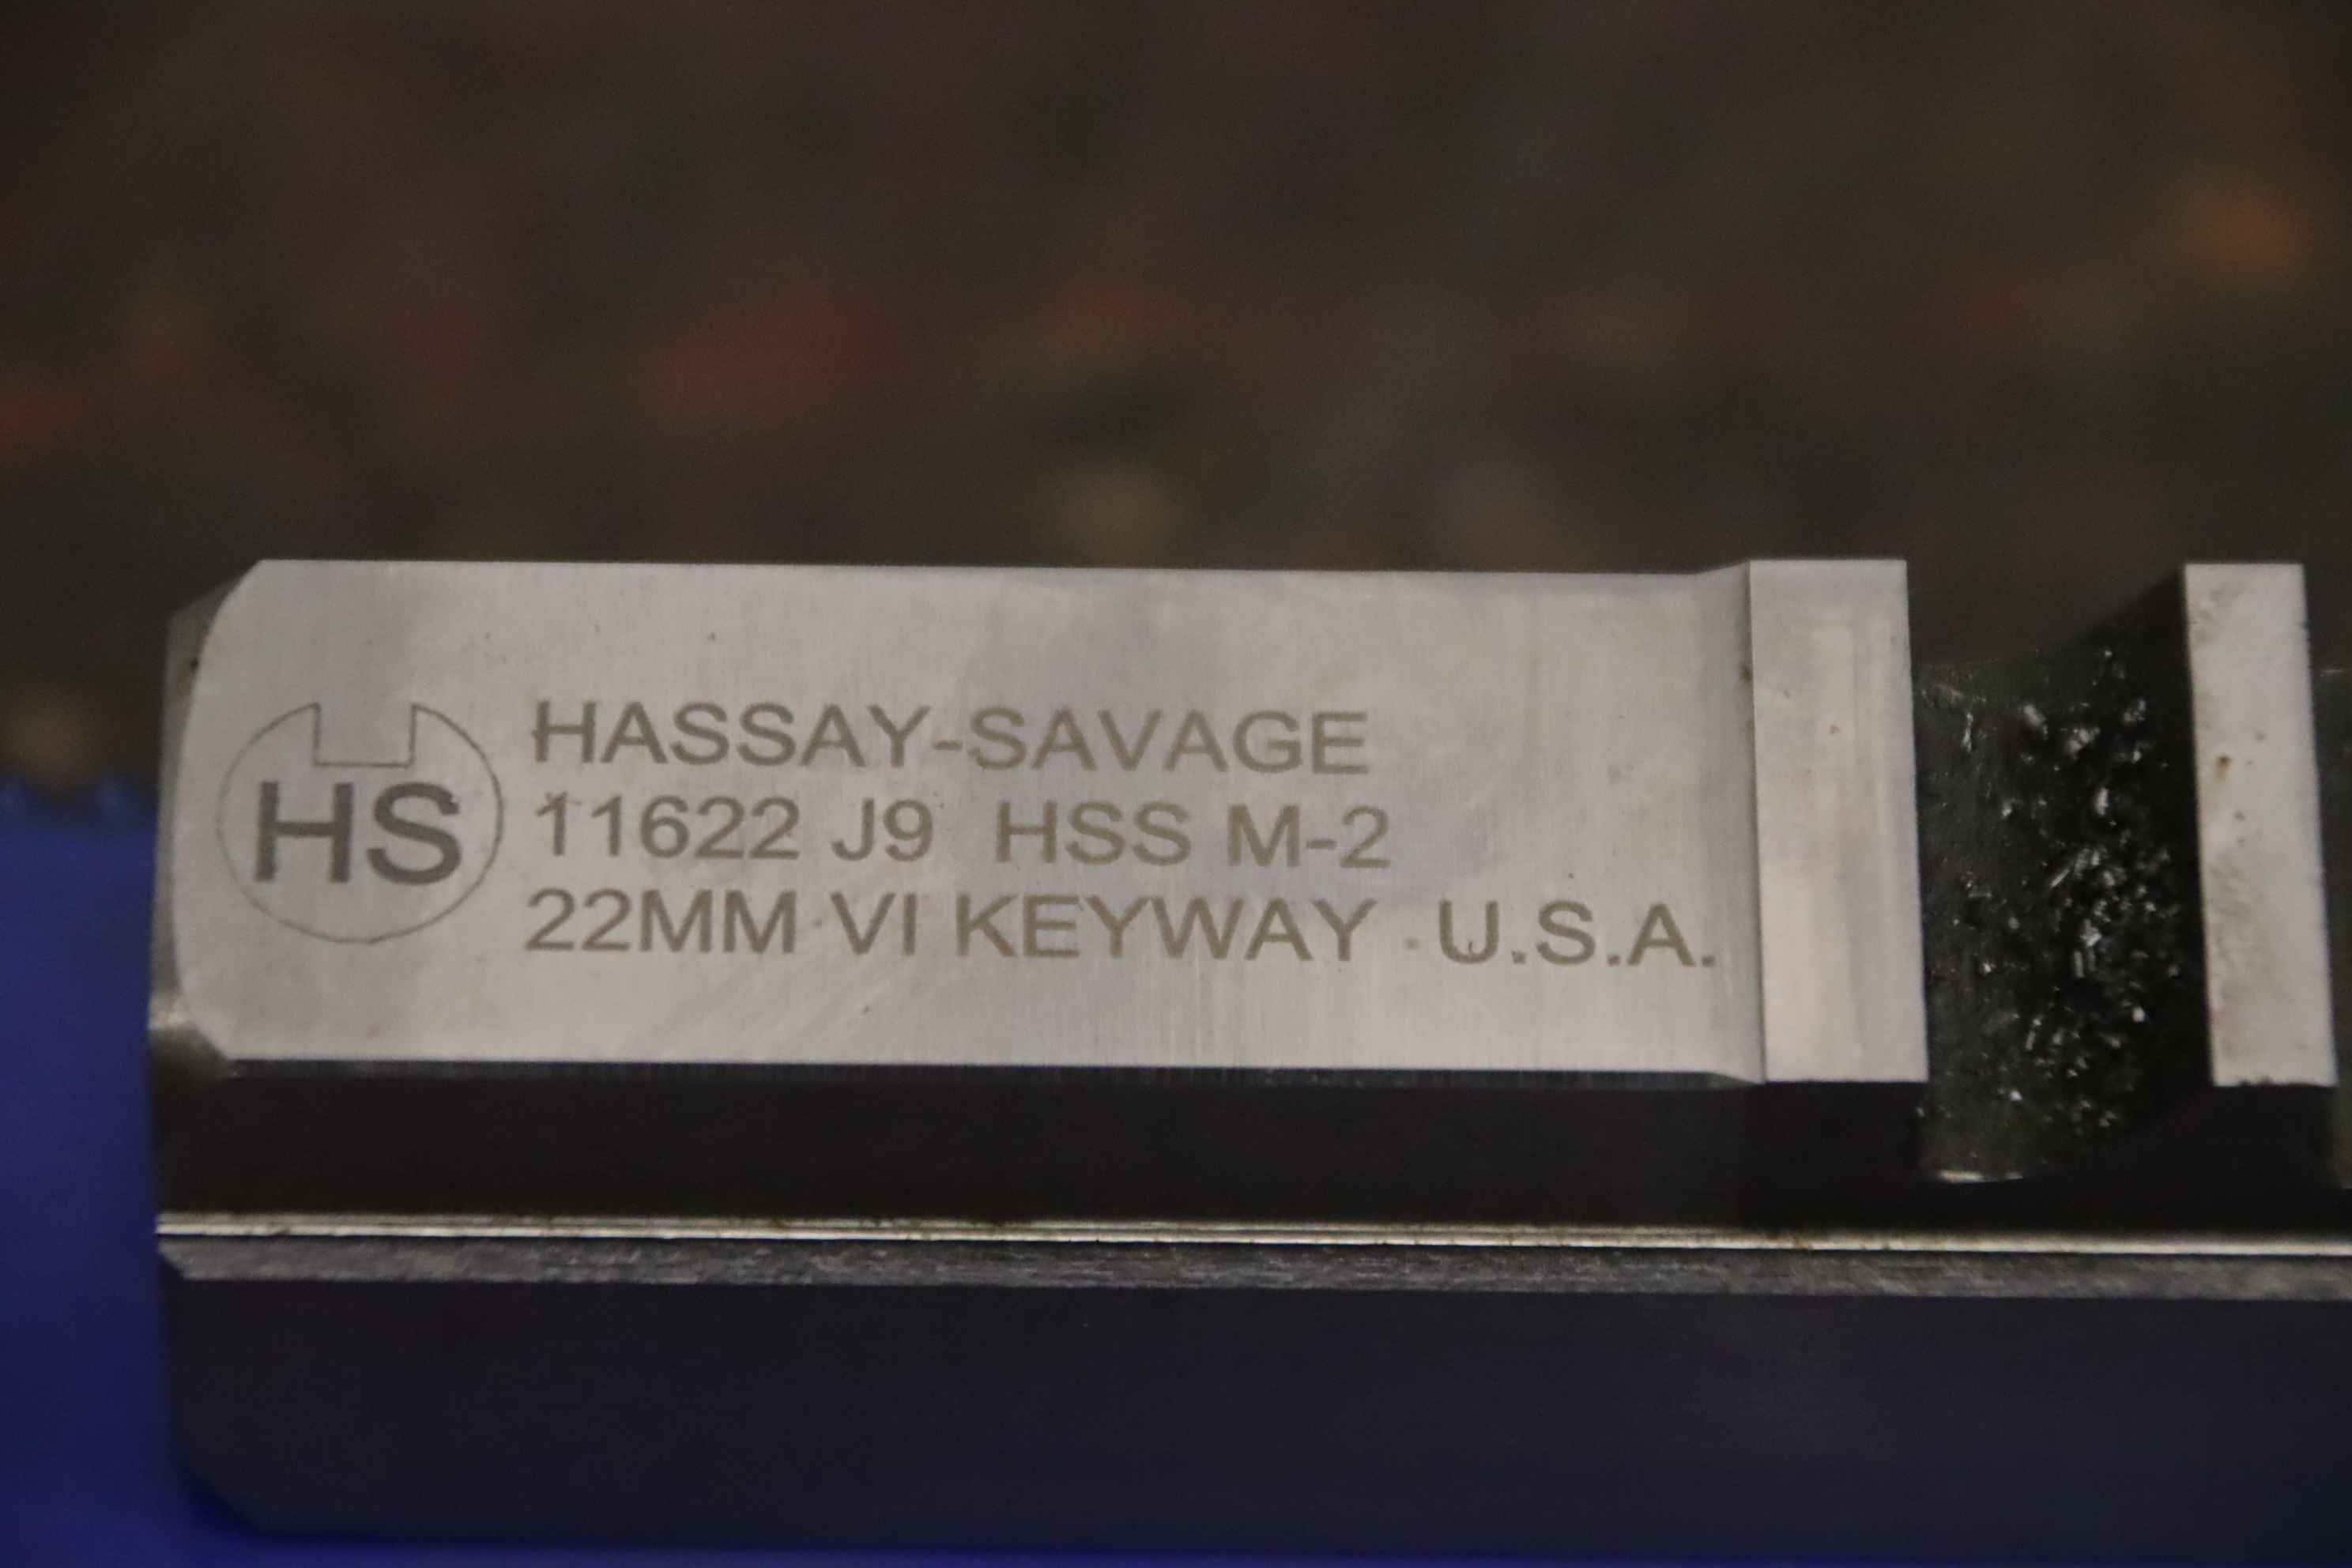 HS
HASSAY-SAVAGE
11622 J9 HSS M-2
22MM VI KEYWAY U.S.A.